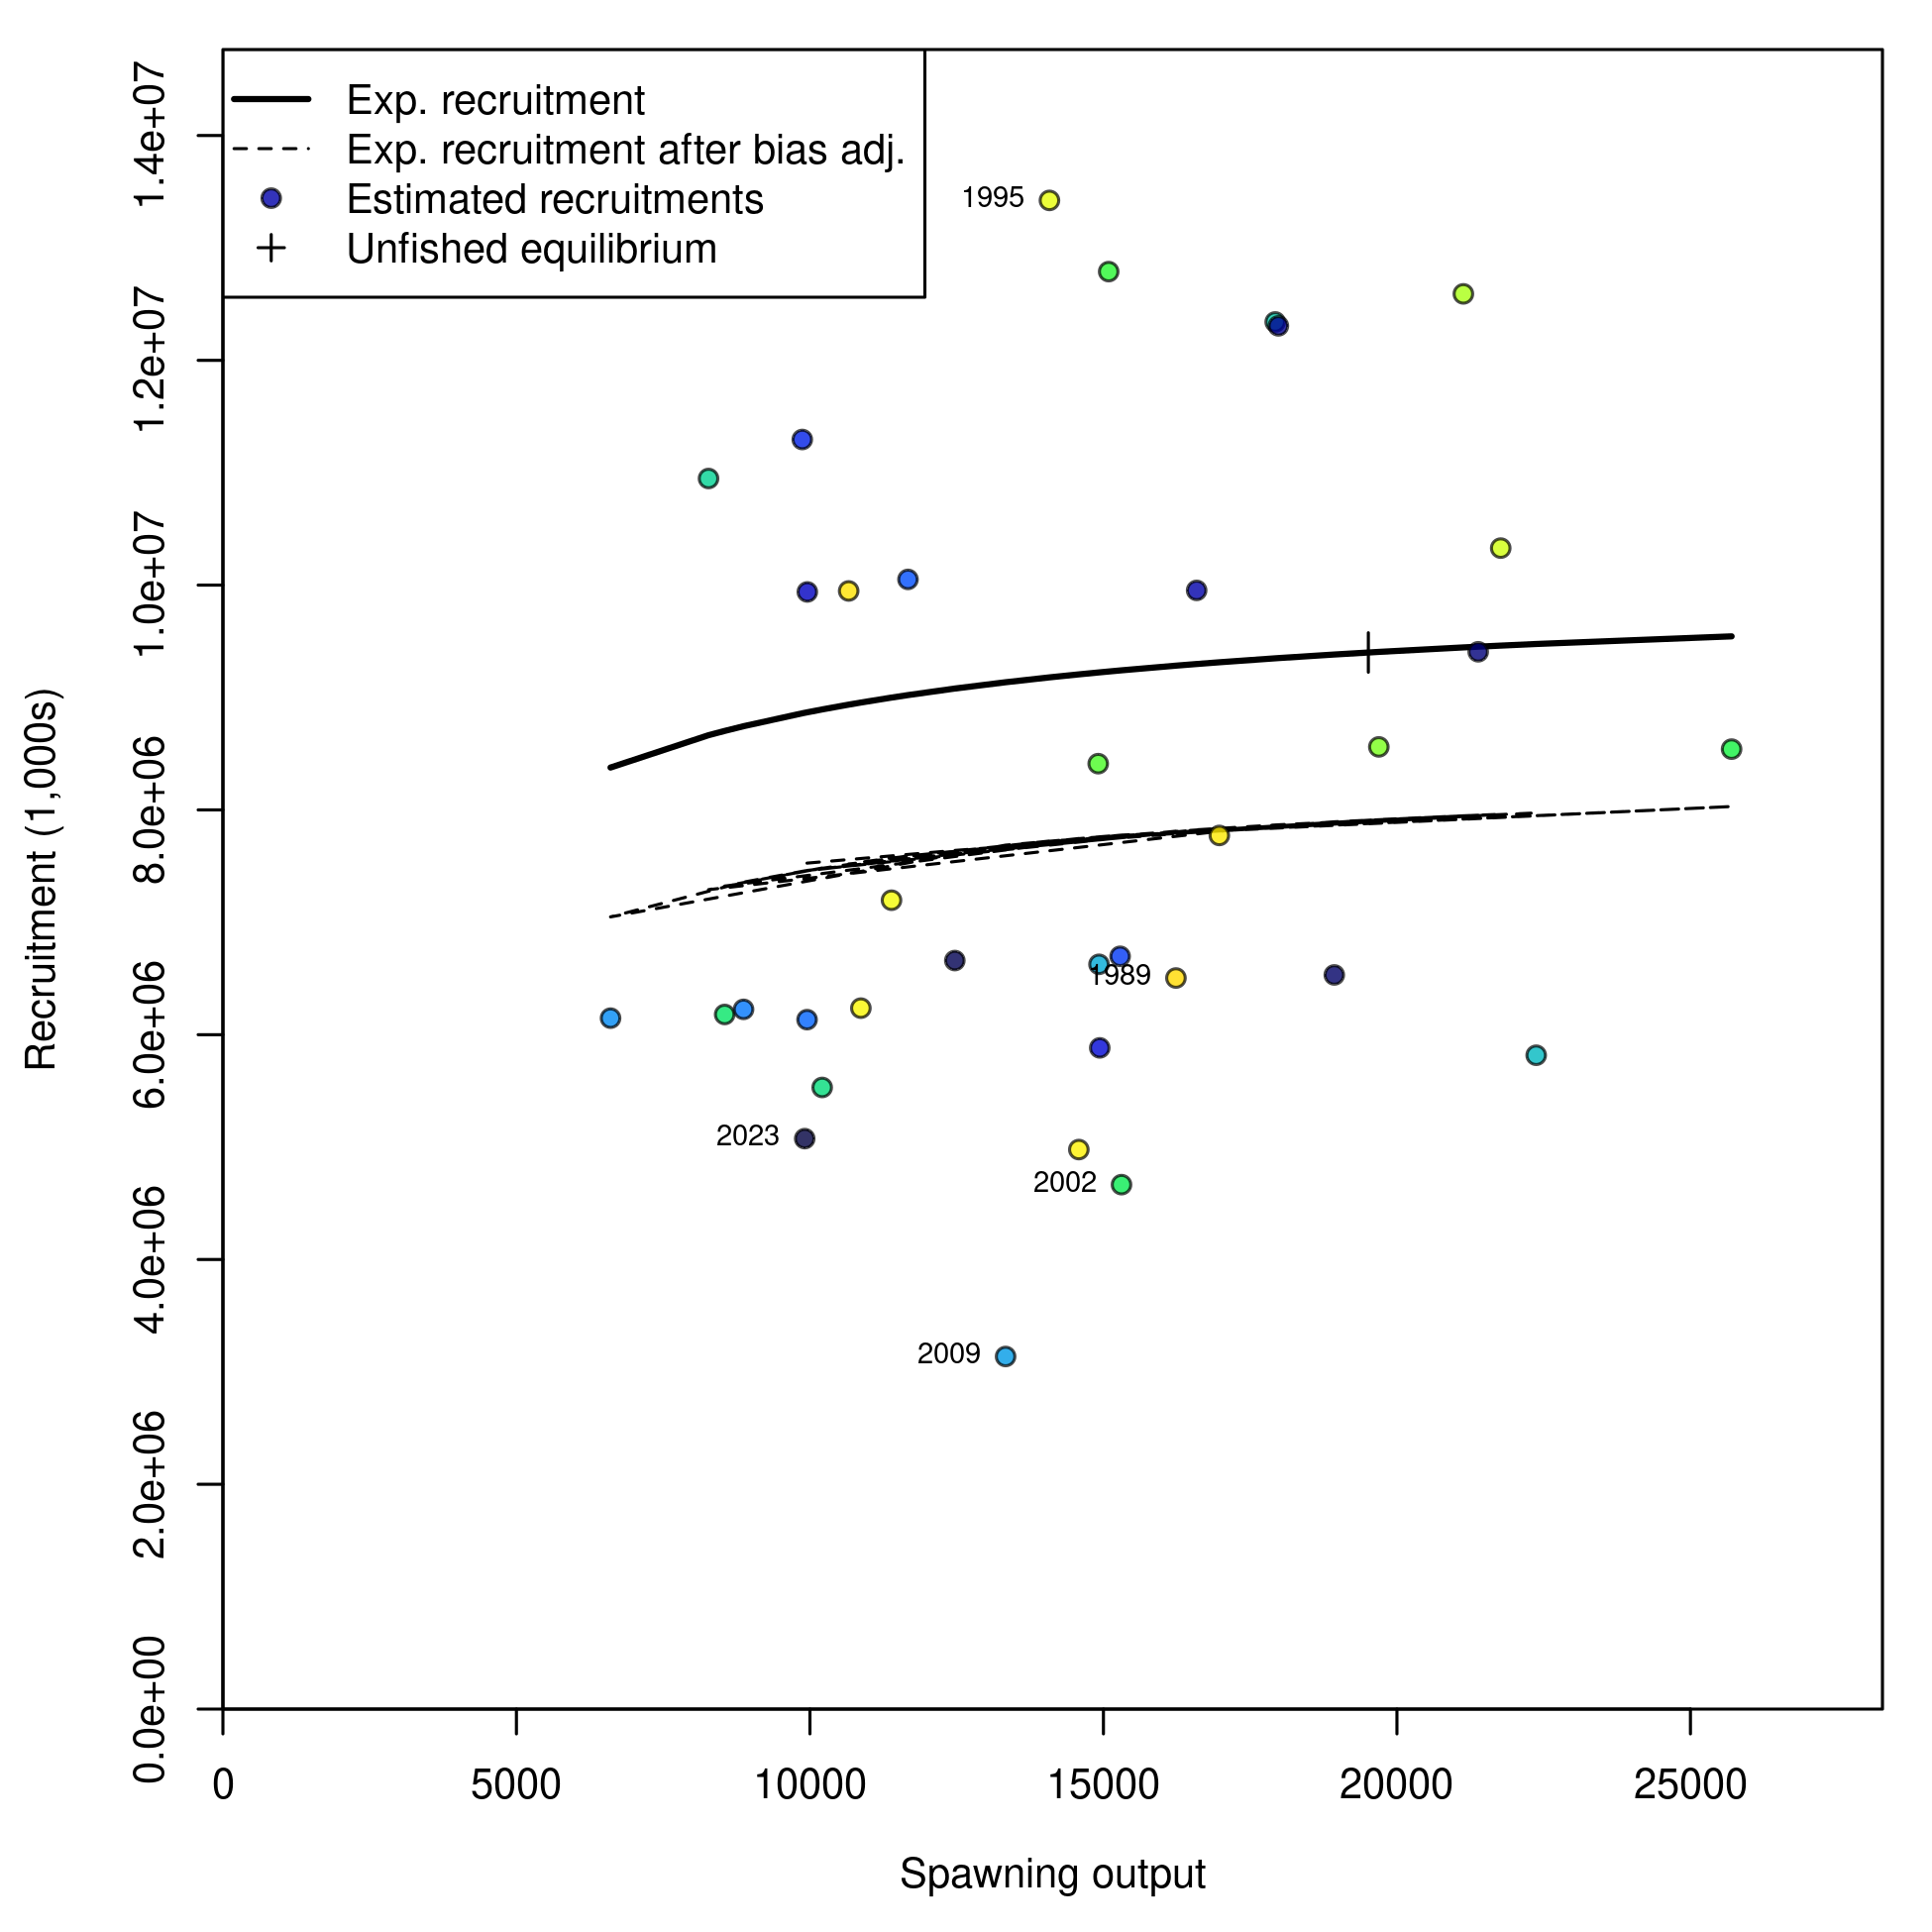 Exp. recruitment
Exp. recruitment after bias adj.
Estimated recruitments
Unfished equilibrium
1.4e+07
1.2e+07
1.0e+07
8.0e+06
6.0e+06
4.0e+06
2.0e+06
0.0e+00
Recruitment (1,000s)
1995
1989
2023
2002
2009
0
5000
10000
15000
20000
25000
Spawning output